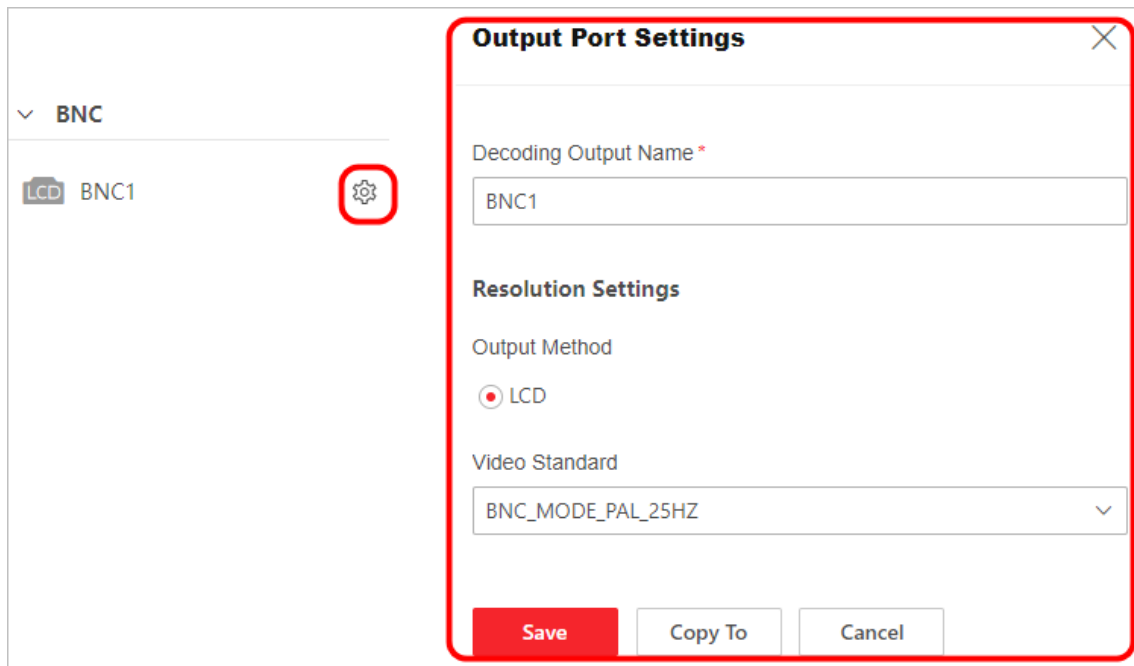 Output Port Settings
BNC
Decoding Output Name *
LCD BNC1
BNC1
Resolution Settings
Output Method
LCD
Video Standard
BNC_MODE_PAL_25HZ
Save Copy To Cancel